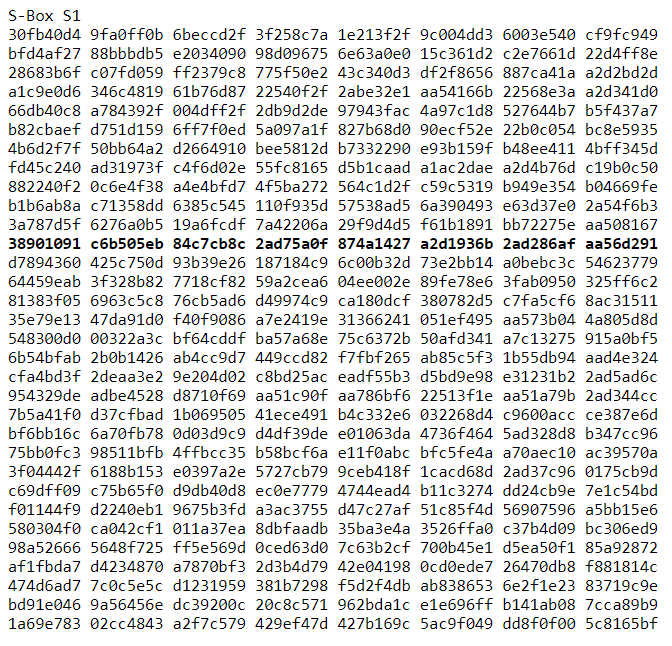 S-Box S1
30fb40d4 9fa0ff0b 6beccd2f 3f258c7a 1e213f2f 9c004dd3 6003e540 cf9fc949
bfd4af27 88bbbdb5 e2034090 98d09675 6e63a0e0 15c361d2 c2e7661d 22d4ff8e
28683b6f c07fd059 ff2379c8 775f50e2 43c340d3 df2f8656 887ca41a a2d2bd2d
a1c9e0d6 346c4819 61b76d87 22540f2f 2abe32e1 aa54166b 22568e3a a2d341d0
66db40c8 a784392f 004dff2f 2db9d2de 97943fac 4a97c1d8 527644b7 b5f437a7
b82cbaef d751d159 6ff7f0ed 5a097a1f 827b68d0 90ecf52e 22b0c054 bc8e5935
4b6d2f7f 50bb64a2 d2664910 bee5812d b7332290 e93b159f b48ee411 4bff345d
fd45c240 ad31973f c4f6d02e 55fc8165 d5b1caad a1ac2dae a2d4b76d c19b0c50
882240f2 0c6e4f38 a4e4bfd7 4f5ba272 564c1d2f c59c5319 b949e354 b04669fe
b1b6ab8a c71358dd 6385c545 110f935d 57538ad5 6a390493 e63d37e0 2a54f6b3
3a787d5f 6276a0b5 19a6fcdf 7a42206a 29f9d4d5 f61b1891 bb72275e aa508167
38901091 c6b505eb 84c7cb8c 2ad75a0f 874a1427 a2d1936b 2ad286af aa56d291
d7894360 425c750d 93b39e26 187184c9 6c00b32d 73e2bb14 a0bebc3c 54623779
64459eab 3f328b82 7718cf82 59a2cea6 04ee002e 89fe78e6 3fab0950 325ff6c2
81383f05 6963c5c8 76cb5ad6 d49974c9 ca180dcf 380782d5 c7fa5cf6 8ac31511
35e79e13 47da91d0 f40f9086 a7e2419e 31366241 051ef495 aa573b04 4a805d8d
548300d0 00322a3c bf64cddf ba57a68e 75c6372b 50afd341 a7c13275 915a0bf5
6b54bfab 2b0b1426 ab4cc9d7 449ccd82 f7fbf265 ab85c5f3 1b55db94 aad4e324
cfa4bd3f 2deaa3e2 9e204d02 c8bd25ac eadf55b3 d5bd9e98 e31231b2 2ad5ad6c
954329de adbe4528 d8710f69 aa51c90f aa786bf6 22513f1e aa51a79b 2ad344cc
7b5a41f0 d37cfbad 1b069505 41ece491 b4c332e6 032268d4 c9600acc ce387e6d
bf6bb16c 6a70fb78 0d03d9c9 d4df39de e01063da 4736f464 5ad328d8 b347cc96
75bb0fc3 98511bfb 4ffbcc35 b58bcf6a e11f0abc bfc5fe4a a70aec10 ac39570a
3f04442f 6188b153 e0397a2e 5727cb79 9ceb418f 1cacd68d 2ad37c96 0175cb9d
c69dff09 c75b65f0 d9db40d8 ec0e7779 4744ead4 b11c3274 dd24cb9e 7e1c54bd
f01144f9 d2240eb1 9675b3fd a3ac3755 d47c27af 51c85f4d 56907596 a5bb15e6
580304f0 ca042cf1 011a37ea 8dbfaadb 35ba3e4a 3526ffa0 c37b4d09 bc306ed9
98a52666 5648f725 ff5e569d 0ced63d0 7c63b2cf 700b45e1 d5ea50f1 85a92872
af1fbda7 d4234870 a7870bf3 2d3b4d79 42e04198 0cd0ede7 26470db8 f881814c
474d6ad7 7c0c5e5c d1231959 381b7298 f5d2f4db ab838653 6e2f1e23 83719c9e
bd91e046 9a56456e dc39200c 20c8c571 962bda1c e1e696ff b141ab08 7cca89b9
1a69e783 02cc4843 a2f7c579 429ef47d 427b169c 5ac9f049 dd8f0f00 5c8165bf